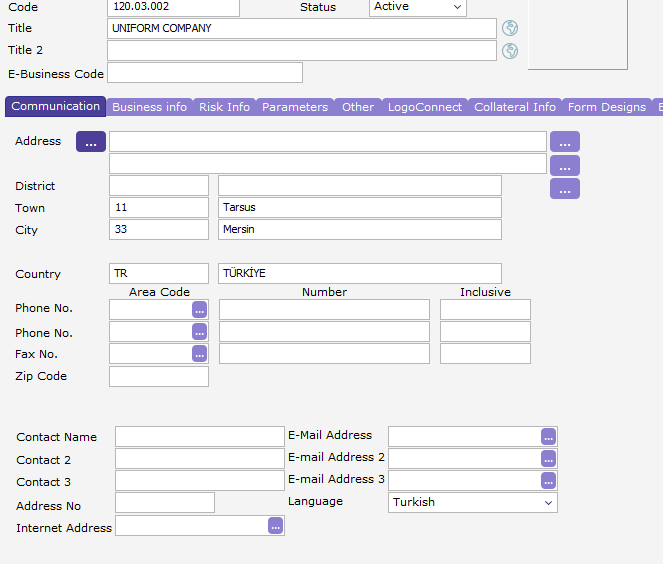 Code 120.03.002 Status Active
Title UNIFORM COMPANY
Title 2
E-Business Code
Communication Business info Risk Info Parameters Other LogoConnect Collateral Info Form Designs
Address ... ...
...
District ...
Town 11 Tarsus
City 33 Mersin
Country TR TÜRKİYE
Area Code Number Inclusive
Phone No. ...
Phone No. ...
Fax No. ...
Zip Code
Contact Name E-Mail Address ...
Contact 2 E-mail Address 2 ...
Contact 3 E-mail Address 3 ...
Address No Language Turkish
Internet Address ...